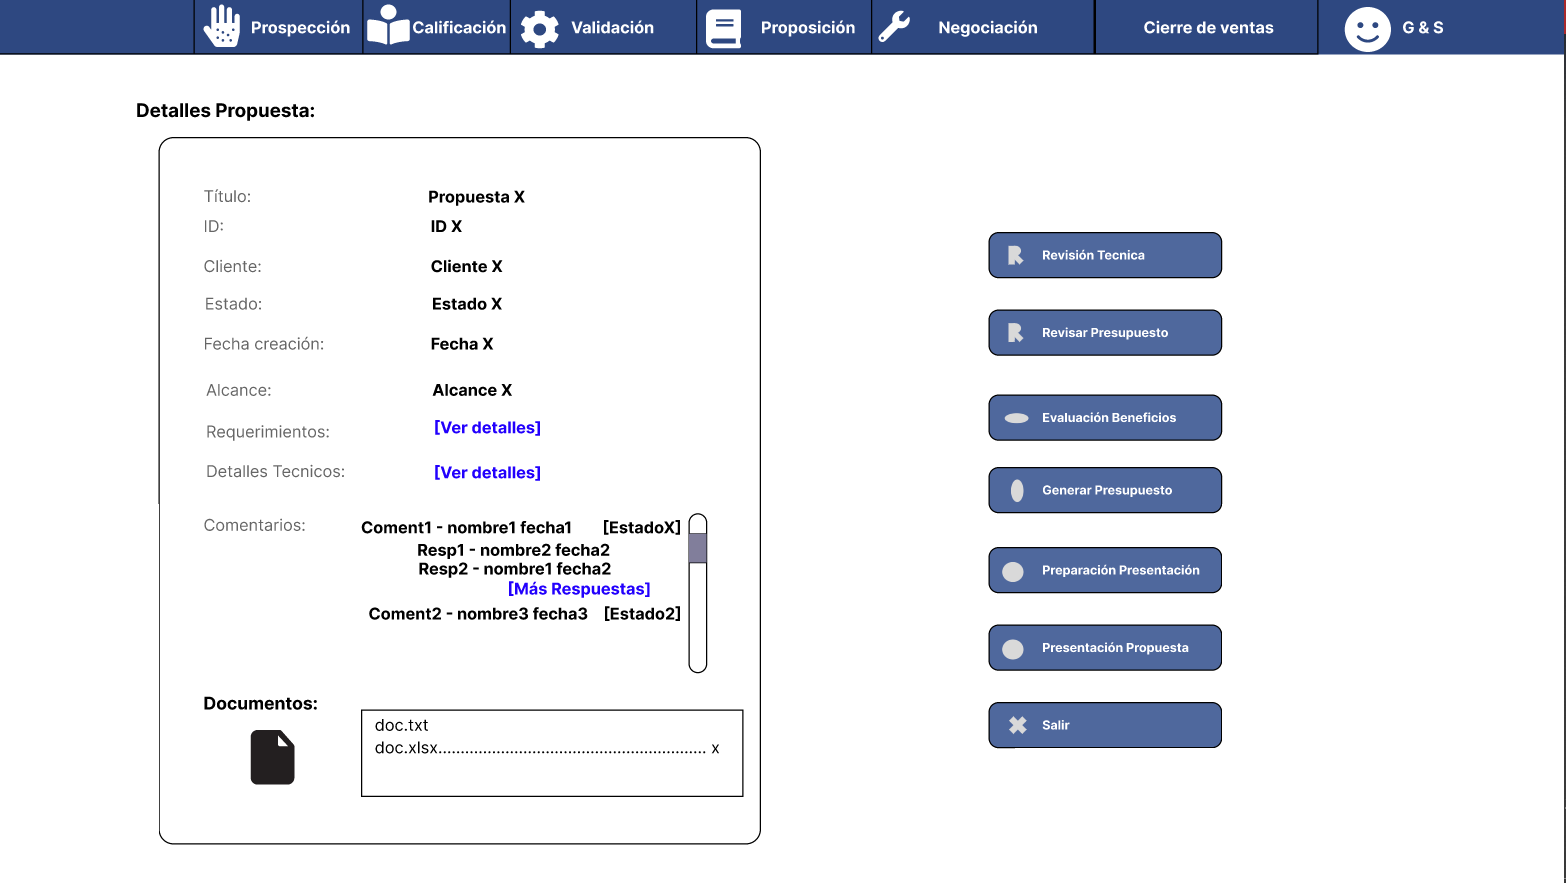 Prospección Calificación Validación Proposición Negociación Cierre de ventas G & S
Detalles Propuesta:
Título: Propuesta X
ID: ID X
Cliente: Cliente X
Estado: Estado X
Fecha creación: Fecha X
Alcance: Alcance X
Requerimientos: [Ver detalles]
Detalles Tecnicos: [Ver detalles]
Comentarios: Coment1 - nombre1 fecha1 [EstadoX]
Resp1 - nombre2 fecha2
Resp2 - nombre1 fecha2
[Más Respuestas]
Coment2 - nombre3 fecha3 [Estado2]
Documentos:
doc.txt
doc.xlsx............................................................ x
Revisión Tecnica
Revisar Presupuesto
Evaluación Beneficios
Generar Presupuesto
Preparación Presentación
Presentación Propuesta
Salir